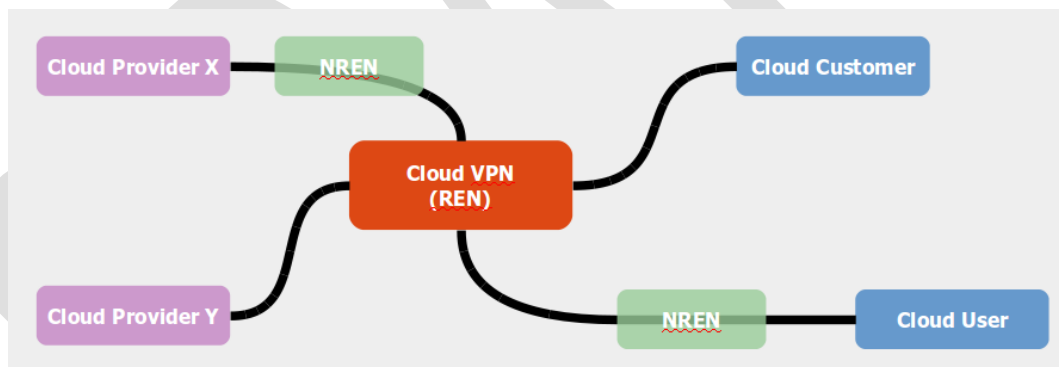 Cloud Provider X
NREN
Cloud Customer
Cloud VPN
(REN)
Cloud Provider Y
NREN
Cloud User